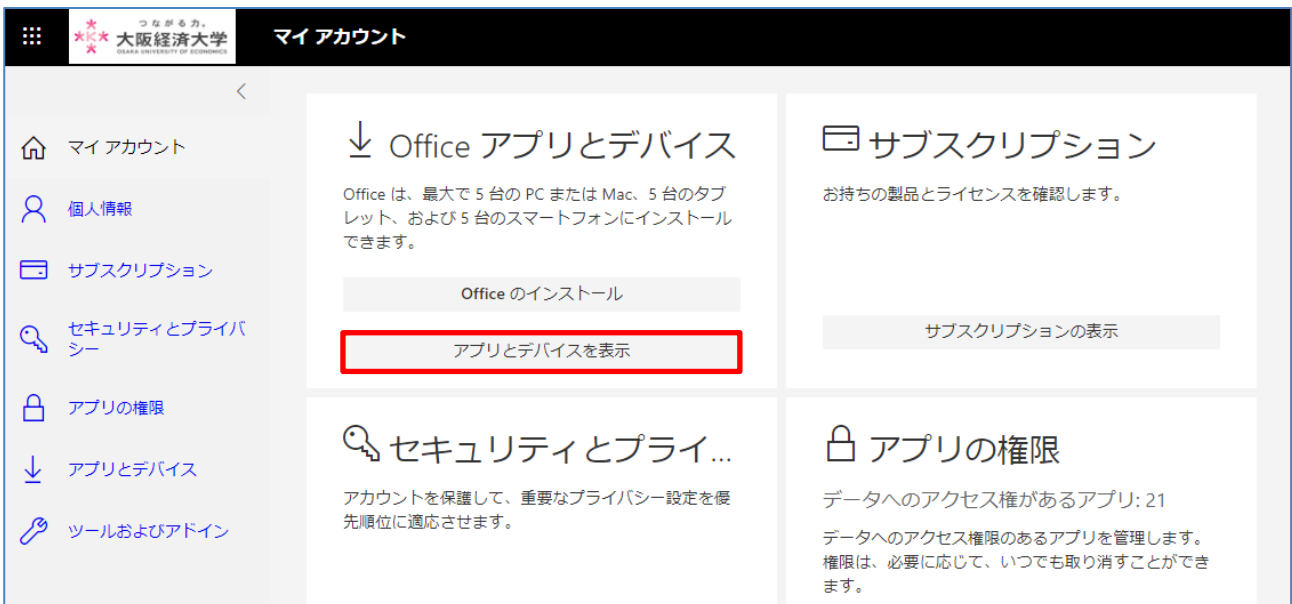 つながる力。
大阪経済大学
OSAKA UNIVERSITY OF ECONOMICS
マイ アカウント
マイ アカウント
個人情報
サブスクリプション
セキュリティとプライバ
シー
アプリの権限
アプリとデバイス
ツールおよびアドイン
Office アプリとデバイス
Office は、最大で 5 台の PC または Mac、5 台のタブ
レット、および 5 台のスマートフォンにインストール
できます。
Office のインストール
アプリとデバイスを表示
サブスクリプション
お持ちの製品とライセンスを確認します。
サブスクリプションの表示
セキュリティとプライ...
アカウントを保護して、重要なプライバシー設定を優
先順位に適応させます。
アプリの権限
データへのアクセス権があるアプリ: 21
データへのアクセス権限のあるアプリを管理します。
権限は、必要に応じて、いつでも取り消すことができ
ます。